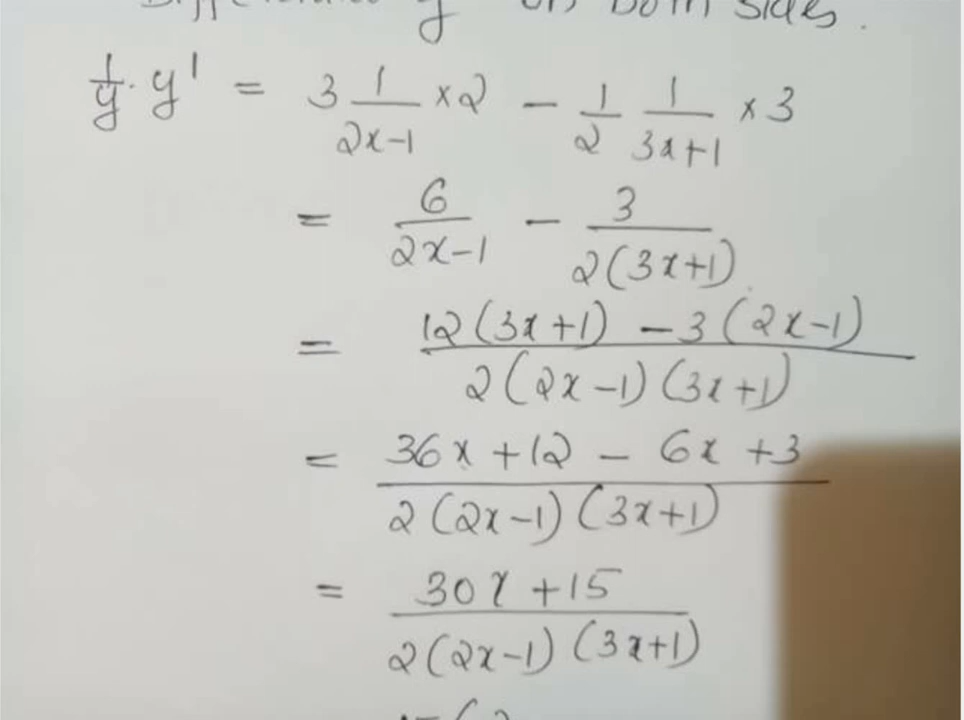 on both sides.
1/y · y' = 3 1/(2x-1) × 2 - 1/2 1/(3x+1) × 3
= 6/(2x-1) - 3/(2(3x+1))
= (12(3x+1) - 3(2x-1))/(2(2x-1)(3x+1))
= (36x + 12 - 6x + 3)/(2(2x-1)(3x+1))
= (30x + 15)/(2(2x-1)(3x+1))